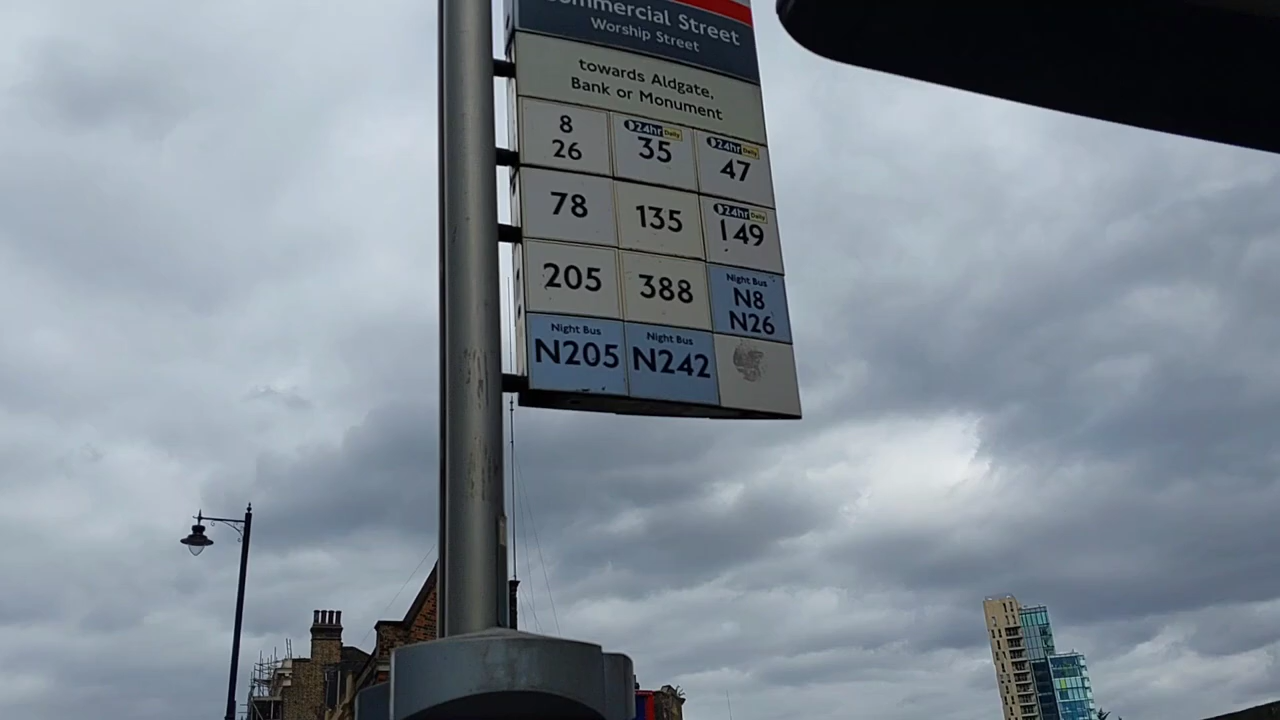 Commercial Street
Worship Street
towards Aldgate,
Bank or Monument
8
26
24hr Daily
35
24hr Daily
47
78
135
24hr Daily
149
205
388
Night Bus
N8
N26
Night Bus
N205
Night Bus
N242